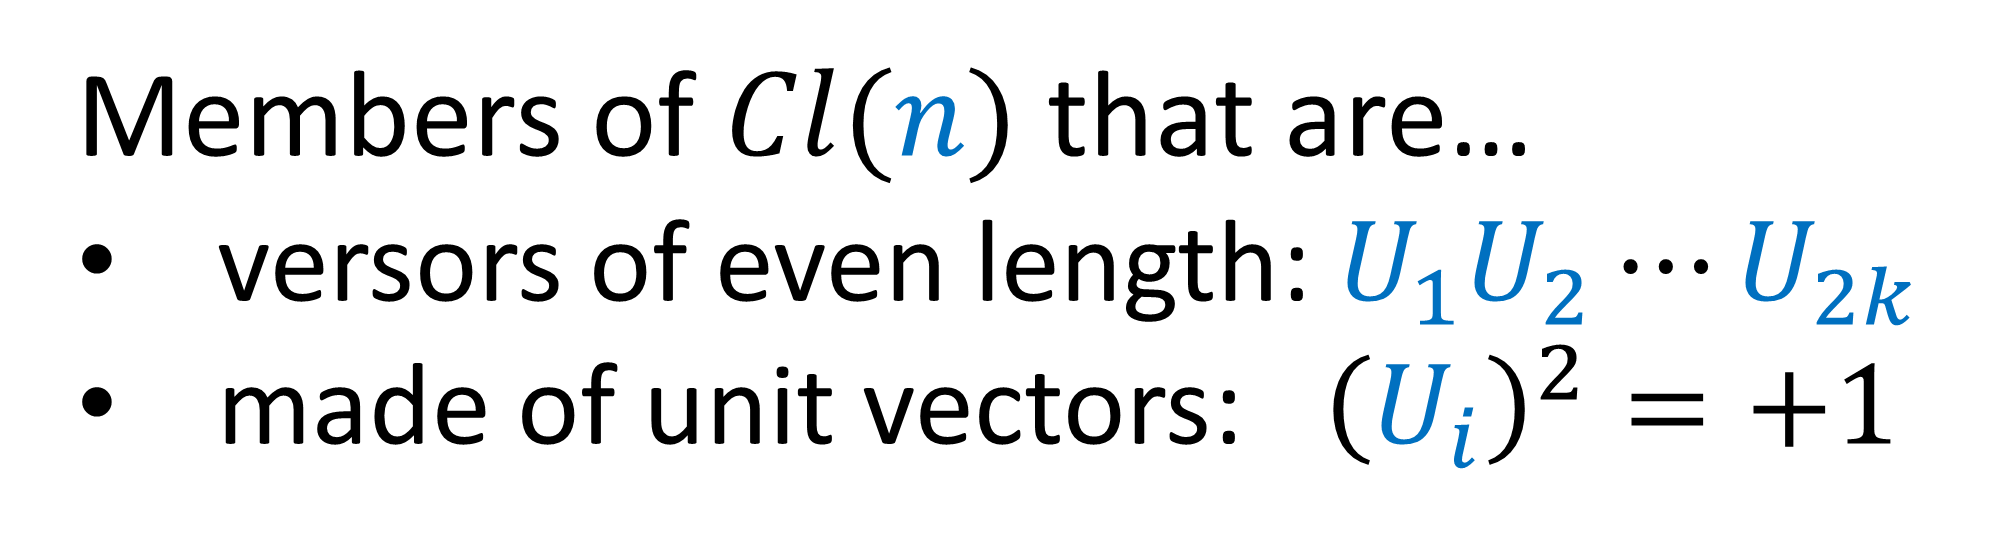 Members of Cl(n) that are…
• versors of even length: U₁U₂ ⋯ U₂ₖ
• made of unit vectors: (Uᵢ)² = +1